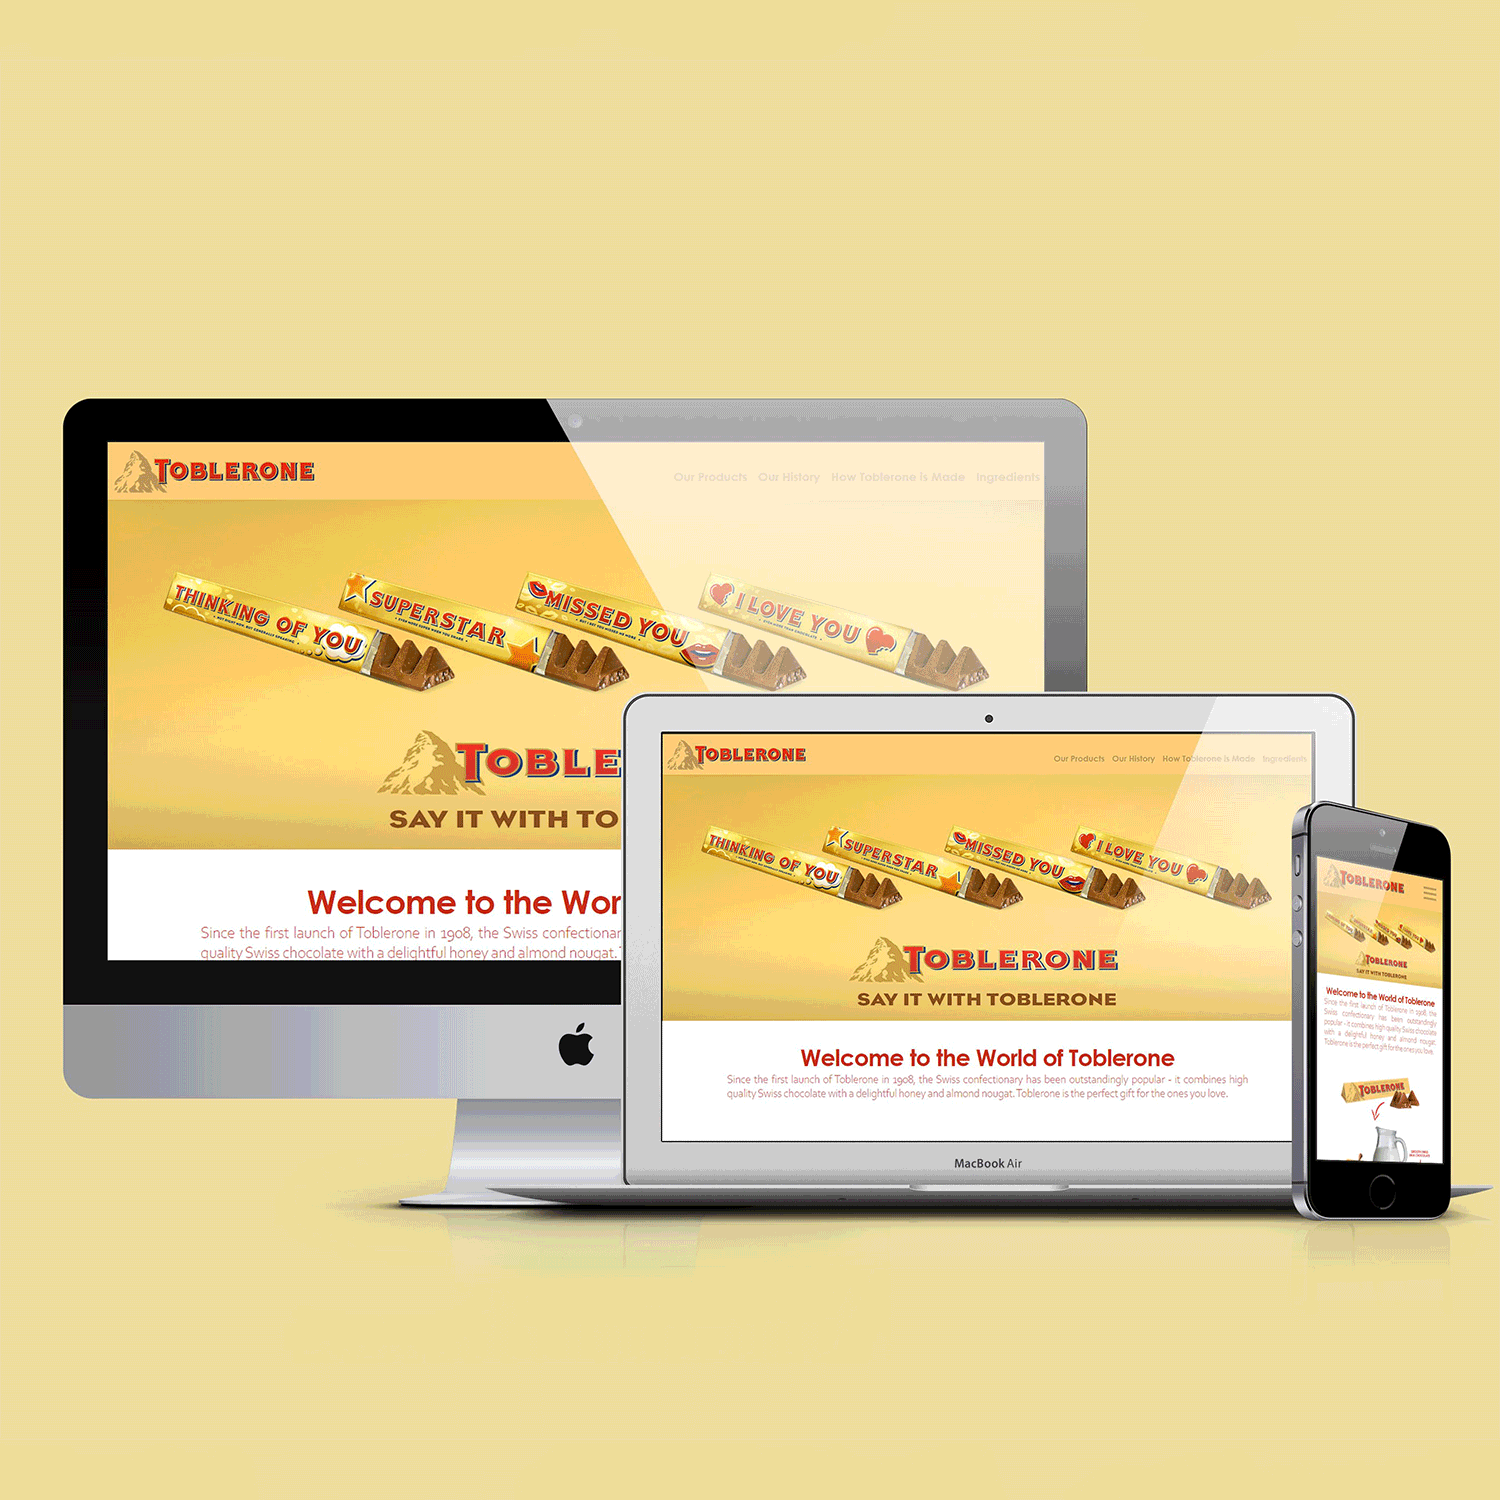 TOBLERONE
Our Products Our History How Toblerone is Made Ingredients
THINKING OF YOU
SUPERSTAR
MISSED YOU
I LOVE YOU
TOBLE
SAY IT WITH TO
Welcome to the Wor
Since the first launch of Toblerone in 1908, the Swiss confectionar
quality Swiss chocolate with a delightful honey and almond nougat.
TOBLERONE
Our Products Our History How Toblerone is Made Ingredients
THINKING OF YOU
SUPERSTAR
MISSED YOU
I LOVE YOU
TOBLERONE
SAY IT WITH TOBLERONE
Welcome to the World of Toblerone
Since the first launch of Toblerone in 1908, the Swiss confectionary has been outstandingly popular - it combines high
quality Swiss chocolate with a delightful honey and almond nougat. Toblerone is the perfect gift for the ones you love.
MacBook Air
TOBLERONE
TOBLERONE
SAY IT WITH TOBLERONE
Welcome to the World of Toblerone
Since the first launch of Toblerone in 1908, the
Swiss confectionary has been outstandingly
popular - it combines high quality Swiss chocolate
with a delightful honey and almond nougat.
Toblerone is the perfect gift for the ones you love.
TOBLERONE